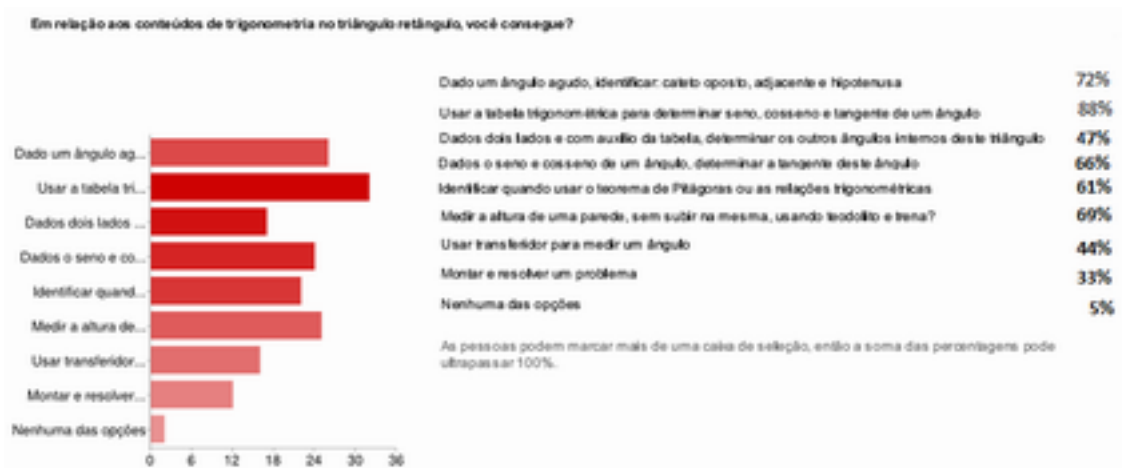 Em relação aos conteúdos de trigonometria no triângulo retângulo, você consegue?
Dado um ângulo agudo, identificar: cateto oposto, adjacente e hipotenusa 72%
Usar a tabela trigonométrica para determinar seno, cosseno e tangente de um ângulo 88%
Dados dois lados e com auxílio da tabela, determinar os outros ângulos internos deste triângulo 47%
Dados o seno e cosseno de um ângulo, determinar a tangente deste ângulo 66%
Identificar quando usar o teorema de Pitágoras ou as relações trigonométricas 61%
Medir a altura de uma parede, sem subir na mesma, usando teodolito e trena? 69%
Usar transferidor para medir um ângulo 44%
Montar e resolver um problema 33%
Nenhuma das opções 5%
As pessoas podem marcar mais de uma caixa de seleção, então a soma das percentagens pode
ultrapassar 100%.
Dado um ângulo ag...
Usar a tabela tri...
Dados dois lados ...
Dados o seno e co...
Identificar quand...
Medir a altura de...
Usar transferidor...
Montar e resolver...
Nenhuma das opções
0 6 12 18 24 30 36